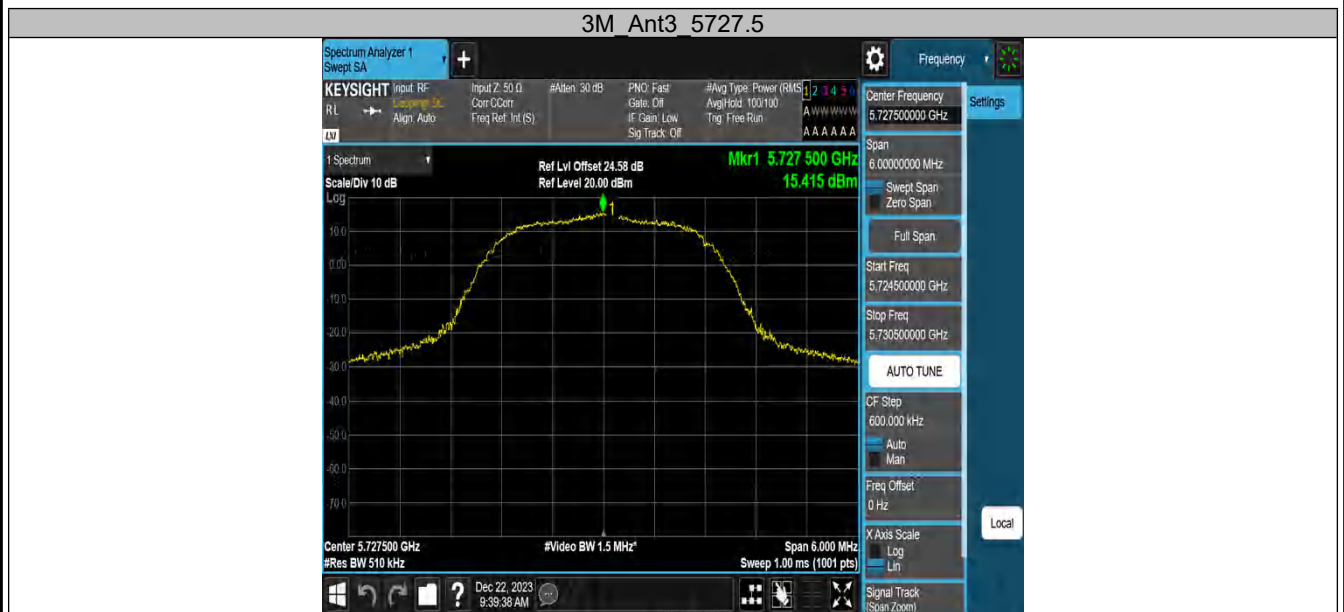 3M_Ant3_5727.5
Spectrum Analyzer 1
Swept SA
+
Frequency
KEYSIGHT
RL
LXI
Input: RF
Coupling: DC
Align: Auto
Input Z: 50 Ω
Corr CCorr
Freq Ref: Int (S)
#Atten: 30 dB
PNO: Fast
Gate: Off
IF Gain: Low
Sig Track: Off
#Avg Type: Power (RMS
Avg|Hold: 100/100
Trig: Free Run
1 2 3 4 5 6
A W W W W W
A A A A A A
Center Frequency
5.727500000 GHz
Settings
Span
6.00000000 MHz
Swept Span
Zero Span
Full Span
Start Freq
5.724500000 GHz
Stop Freq
5.730500000 GHz
AUTO TUNE
CF Step
600.000 kHz
Auto
Man
Freq Offset
0 Hz
X Axis Scale
Log
Lin
Local
Signal Track
(Span Zoom)
1 Spectrum
Scale/Div 10 dB
Ref Lvl Offset 24.58 dB
Ref Level 20.00 dBm
Mkr1 5.727 500 GHz
15.415 dBm
Log
1
10.0
0.00
-10.0
-20.0
-30.0
-40.0
-50.0
-60.0
-70.0
Center 5.727500 GHz
#Res BW 510 kHz
#Video BW 1.5 MHz*
Span 6.000 MHz
Sweep 1.00 ms (1001 pts)
?
Dec 22, 2023
9:39:38 AM